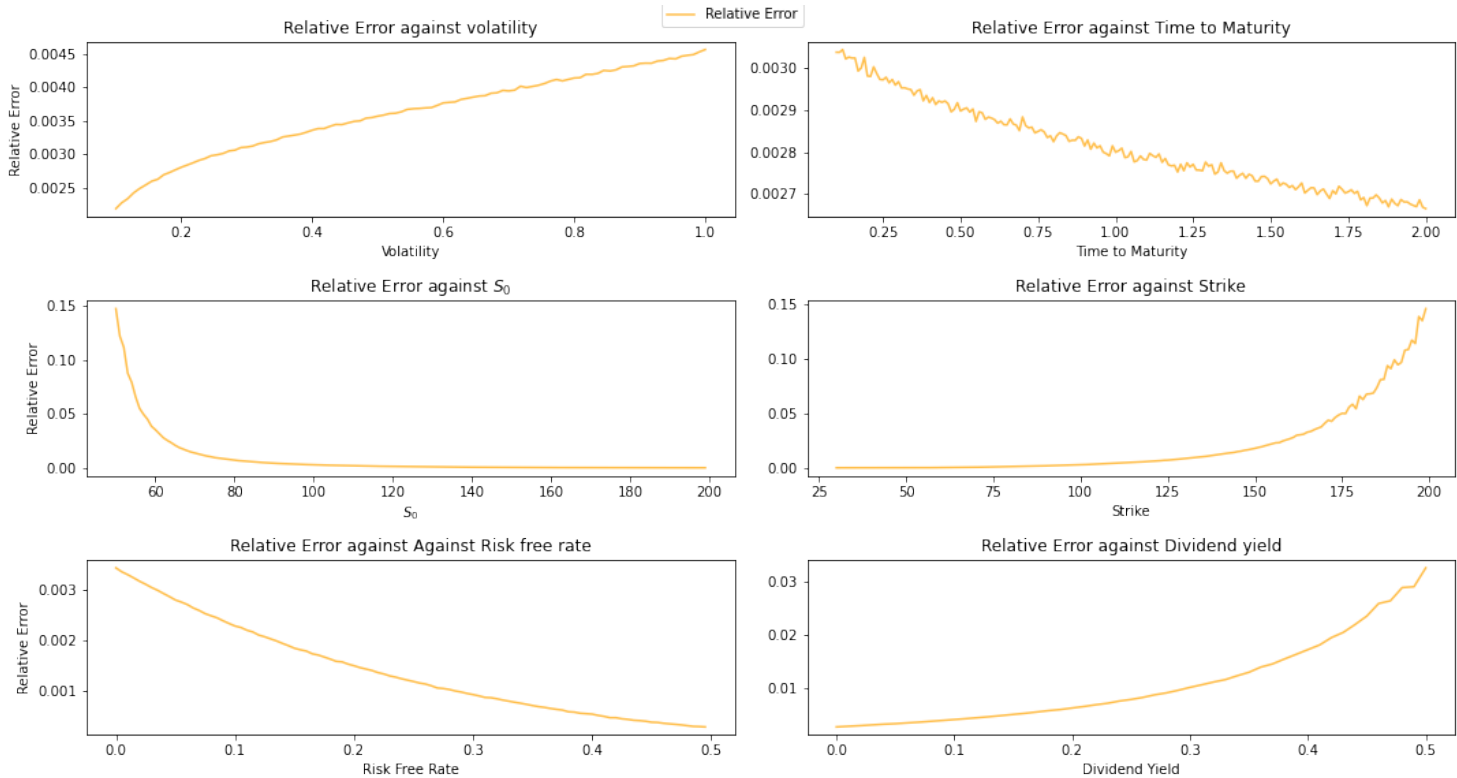 Relative Error
Relative Error against volatility
Relative Error
0.0045
0.0040
0.0035
0.0030
0.0025
0.2 0.4 0.6 0.8 1.0
Volatility
Relative Error against Time to Maturity
0.0030
0.0029
0.0028
0.0027
0.25 0.50 0.75 1.00 1.25 1.50 1.75 2.00
Time to Maturity
Relative Error against S₀
Relative Error
0.15
0.10
0.05
0.00
60 80 100 120 140 160 180 200
S₀
Relative Error against Strike
0.15
0.10
0.05
0.00
25 50 75 100 125 150 175 200
Strike
Relative Error against Against Risk free rate
Relative Error
0.003
0.002
0.001
0.0 0.1 0.2 0.3 0.4 0.5
Risk Free Rate
Relative Error against Dividend yield
0.03
0.02
0.01
0.0 0.1 0.2 0.3 0.4 0.5
Dividend Yield